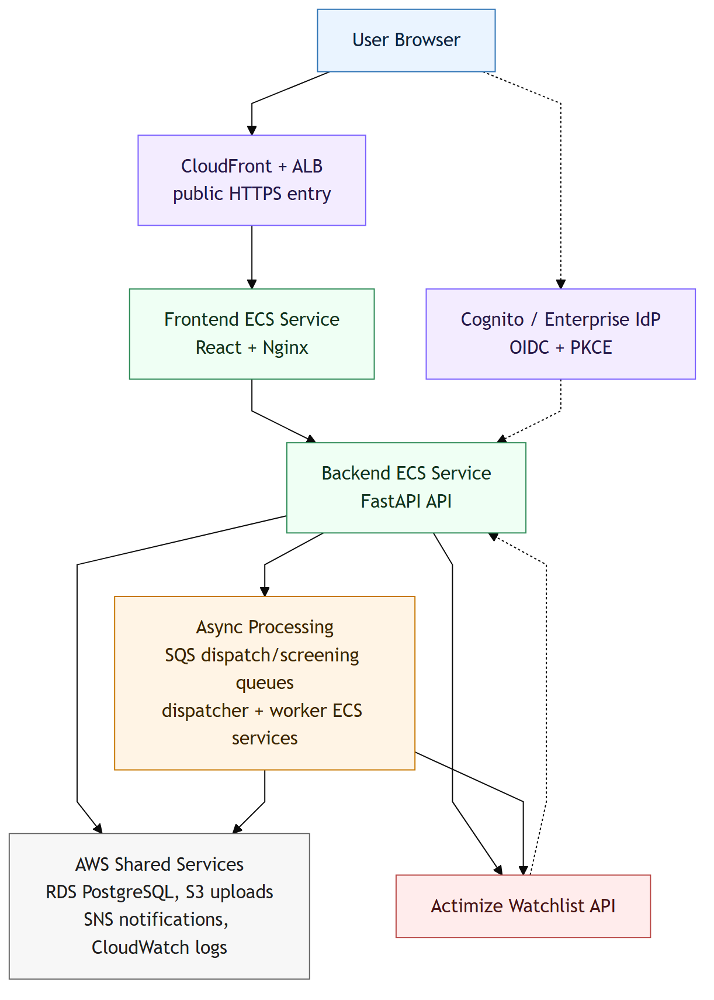 User Browser
CloudFront + ALB
public HTTPS entry
Frontend ECS Service
React + Nginx
Cognito / Enterprise IdP
OIDC + PKCE
Backend ECS Service
FastAPI API
Async Processing
SQS dispatch/screening
queues
dispatcher + worker ECS
services
AWS Shared Services
RDS PostgreSQL, S3 uploads
SNS notifications,
CloudWatch logs
Actimize Watchlist API